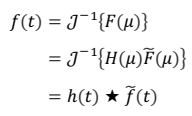 f(t) = 𝒥⁻¹{F(μ)}
= 𝒥⁻¹{H(μ)F̃(μ)}
= h(t) ★ f̃(t)